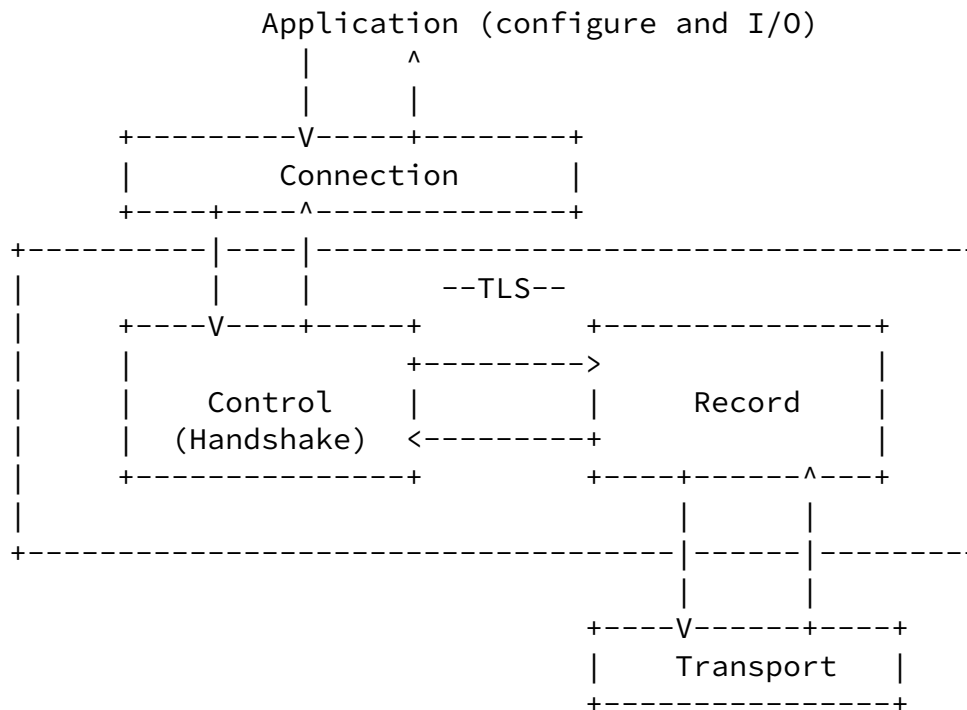 Application (configure and I/O)
Connection
--TLS--
Control
Record
(Handshake)
Transport